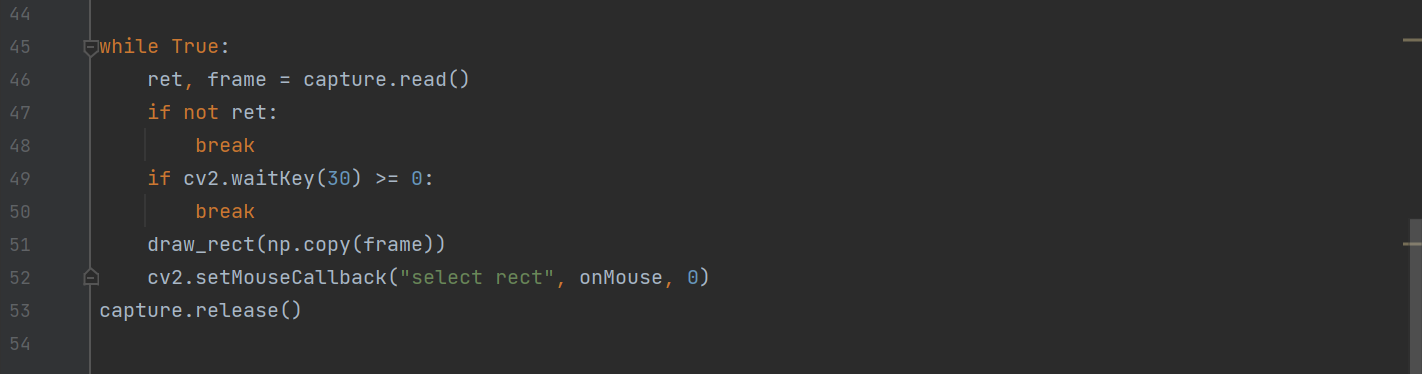 44
45 while True:
46     ret, frame = capture.read()
47     if not ret:
48         break
49     if cv2.waitKey(30) >= 0:
50         break
51     draw_rect(np.copy(frame))
52     cv2.setMouseCallback("select rect", onMouse, 0)
53 capture.release()
54